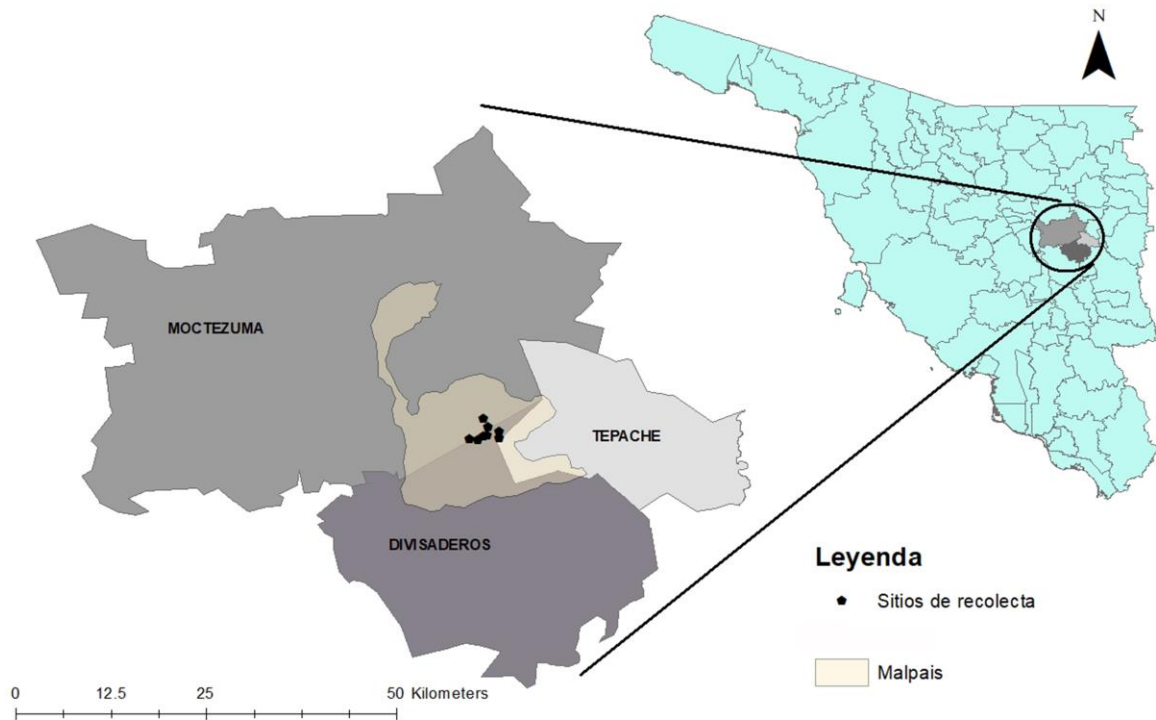 N
MOCTEZUMA
TEPACHE
DIVISADEROS
Leyenda
Sitios de recolecta
Malpais
0 12.5 25 50 Kilometers